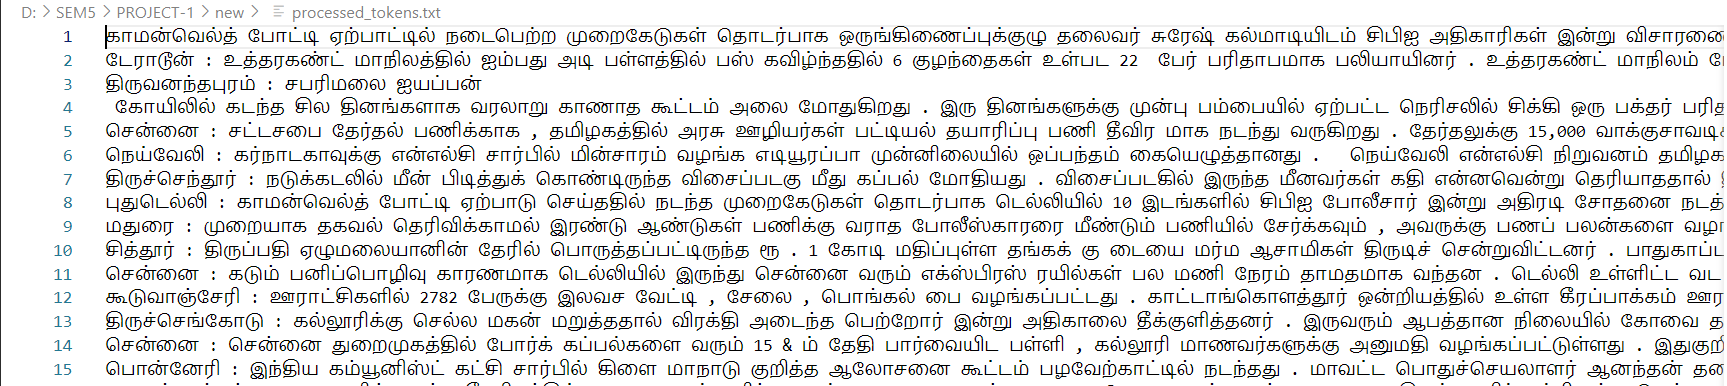 D: > SEM5 > PROJECT-1 > new > processed_tokens.txt
1 காமன்வெல்த் போட்டி ஏற்பாட்டில் நடைபெற்ற முறைகேடுகள் தொடர்பாக ஒருங்கிணைப்புக்குழு தலைவர் சுரேஷ் கல்மாடியிடம் சிபிஐ அதிகாரிகள் இன்று
2 டேராடூன் : உத்தரகண்ட் மாநிலத்தில் ஐம்பது அடி பள்ளத்தில் பஸ் கவிழ்ந்ததில் 6 குழந்தைகள் உள்பட 22 பேர் பரிதாபமாக பலியாயினர் . உத்தரகண்ட் மாநிலம்
3 திருவனந்தபுரம் : சபரிமலை ஐயப்பன்
4 கோயிலில் கடந்த சில தினங்களாக வரலாறு காணாத கூட்டம் அலை மோதுகிறது . இரு தினங்களுக்கு முன்பு பம்பையில் ஏற்பட்ட நெரிசலில் சிக்கி ஒரு பக்தர்
5 சென்னை : சட்டசபை தேர்தல் பணிக்காக , தமிழகத்தில் அரசு ஊழியர்கள் பட்டியல் தயாரிப்பு பணி தீவிர மாக நடந்து வருகிறது . தேர்தலுக்கு 15,000
6 நெய்வேலி : கர்நாடகாவுக்கு என்எல்சி சார்பில் மின்சாரம் வழங்க எடியூரப்பா முன்னிலையில் ஒப்பந்தம் கையெழுத்தானது . நெய்வேலி என்எல்சி நிறுவனம்
7 திருச்செந்தூர் : நடுக்கடலில் மீன் பிடித்துக் கொண்டிருந்த விசைப்படகு மீது கப்பல் மோதியது . விசைப்படகில் இருந்த மீனவர்கள் கதி என்னவென்று தெரியாததால்
8 புதுடெல்லி : காமன்வெல்த் போட்டி ஏற்பாடு செய்ததில் நடந்த முறைகேடுகள் தொடர்பாக டெல்லியில் 10 இடங்களில் சிபிஐ போலீசார் இன்று அதிரடி சோதனை
9 மதுரை : முறையாக தகவல் தெரிவிக்காமல் இரண்டு ஆண்டுகள் பணிக்கு வராத போலீஸ்காரரை மீண்டும் பணியில் சேர்க்கவும் , அவருக்கு பணப் பலன்களை
10 சித்தூர் : திருப்பதி ஏழுமலையானின் தேரில் பொருத்தப்பட்டிருந்த ரூ . 1 கோடி மதிப்புள்ள தங்கக் கு டையை மர்ம ஆசாமிகள் திருடிச் சென்றுவிட்டனர் .
11 சென்னை : கடும் பனிப்பொழிவு காரணமாக டெல்லியில் இருந்து சென்னை வரும் எக்ஸ்பிரஸ் ரயில்கள் பல மணி நேரம் தாமதமாக வந்தன . டெல்லி உள்ளிட்ட வட
12 கூடுவாஞ்சேரி : ஊராட்சிகளில் 2782 பேருக்கு இலவச வேட்டி , சேலை , பொங்கல் பை வழங்கப்பட்டது . காட்டாங்கொளத்தூர் ஒன்றியத்தில் உள்ள கீரப்பாக்கம்
13 திருச்செங்கோடு : கல்லூரிக்கு செல்ல மகன் மறுத்ததால் விரக்தி அடைந்த பெற்றோர் இன்று அதிகாலை தீக்குளித்தனர் . இருவரும் ஆபத்தான நிலையில் கோவை
14 சென்னை : சென்னை துறைமுகத்தில் போர்க் கப்பல்களை வரும் 15 & ம் தேதி பார்வையிட பள்ளி , கல்லூரி மாணவர்களுக்கு அனுமதி வழங்கப்பட்டுள்ளது .
15 பொன்னேரி : இந்திய கம்யூனிஸ்ட் கட்சி சார்பில் கிளை மாநாடு குறித்த ஆலோசனை கூட்டம் பழவேற்காட்டில் நடந்தது . மாவட்ட பொதுச்செயலாளர் ஆனந்தன்